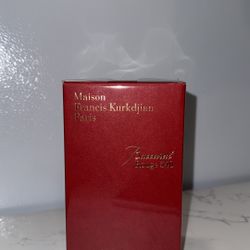 Maison
Francis Kurkdjian
Paris
Baccarat
Rouge 540